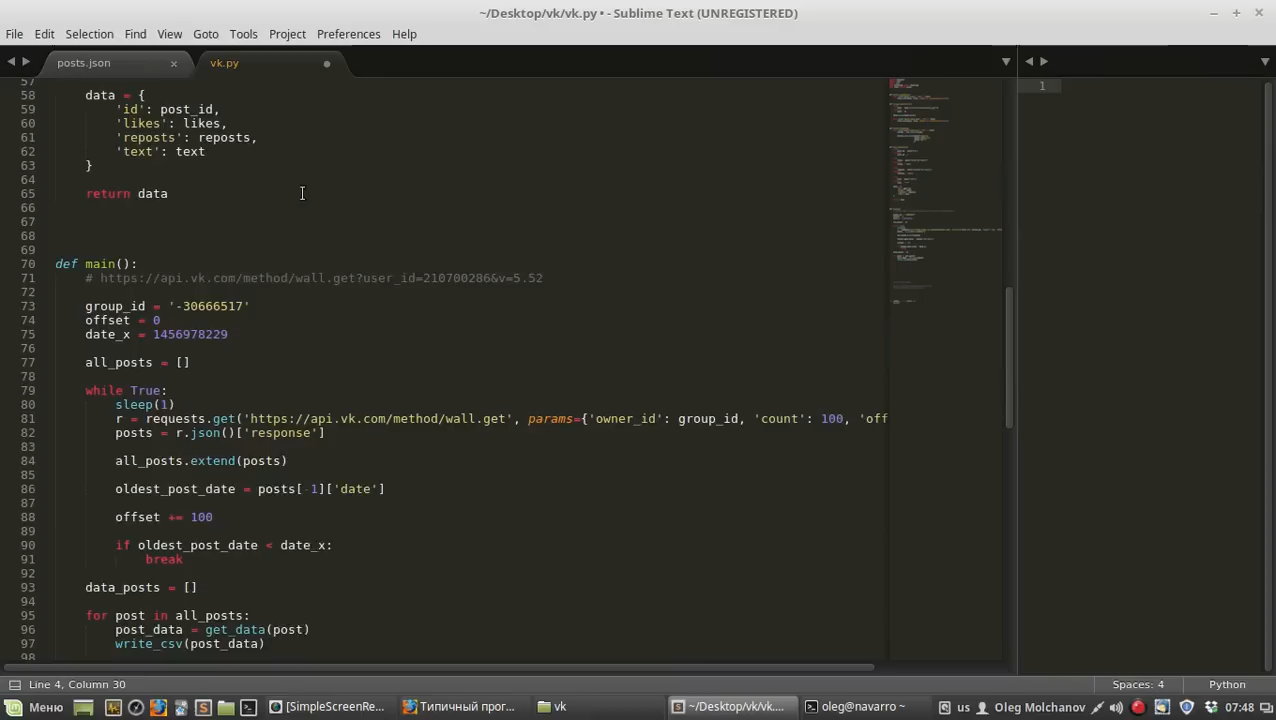 ~/Desktop/vk/vk.py • - Sublime Text (UNREGISTERED)
File Edit Selection Find View Goto Tools Project Preferences Help
posts.json × vk.py
1
57
58 data = {
59 'id': post_id,
60 'likes': likes,
61 'reposts': reposts,
62 'text': text
63 }
64
65 return data
66
67
68
69
70 def main():
71 # https://api.vk.com/method/wall.get?user_id=210700286&v=5.52
72
73 group_id = '-30666517'
74 offset = 0
75 date_x = 1456978229
76
77 all_posts = []
78
79 while True:
80 sleep(1)
81 r = requests.get('https://api.vk.com/method/wall.get', params={'owner_id': group_id, 'count': 100, 'off
82 posts = r.json()['response']
83
84 all_posts.extend(posts)
85
86 oldest_post_date = posts[-1]['date']
87
88 offset += 100
89
90 if oldest_post_date < date_x:
91 break
92
93 data_posts = []
94
95 for post in all_posts:
96 post_data = get_data(post)
97 write_csv(post_data)
98
Line 4, Column 30 Spaces: 4 Python
Меню [SimpleScreenRe... Типичный прог... vk ~/Desktop/vk/vk.... oleg@navarro ~ us Oleg Molchanov 07:48